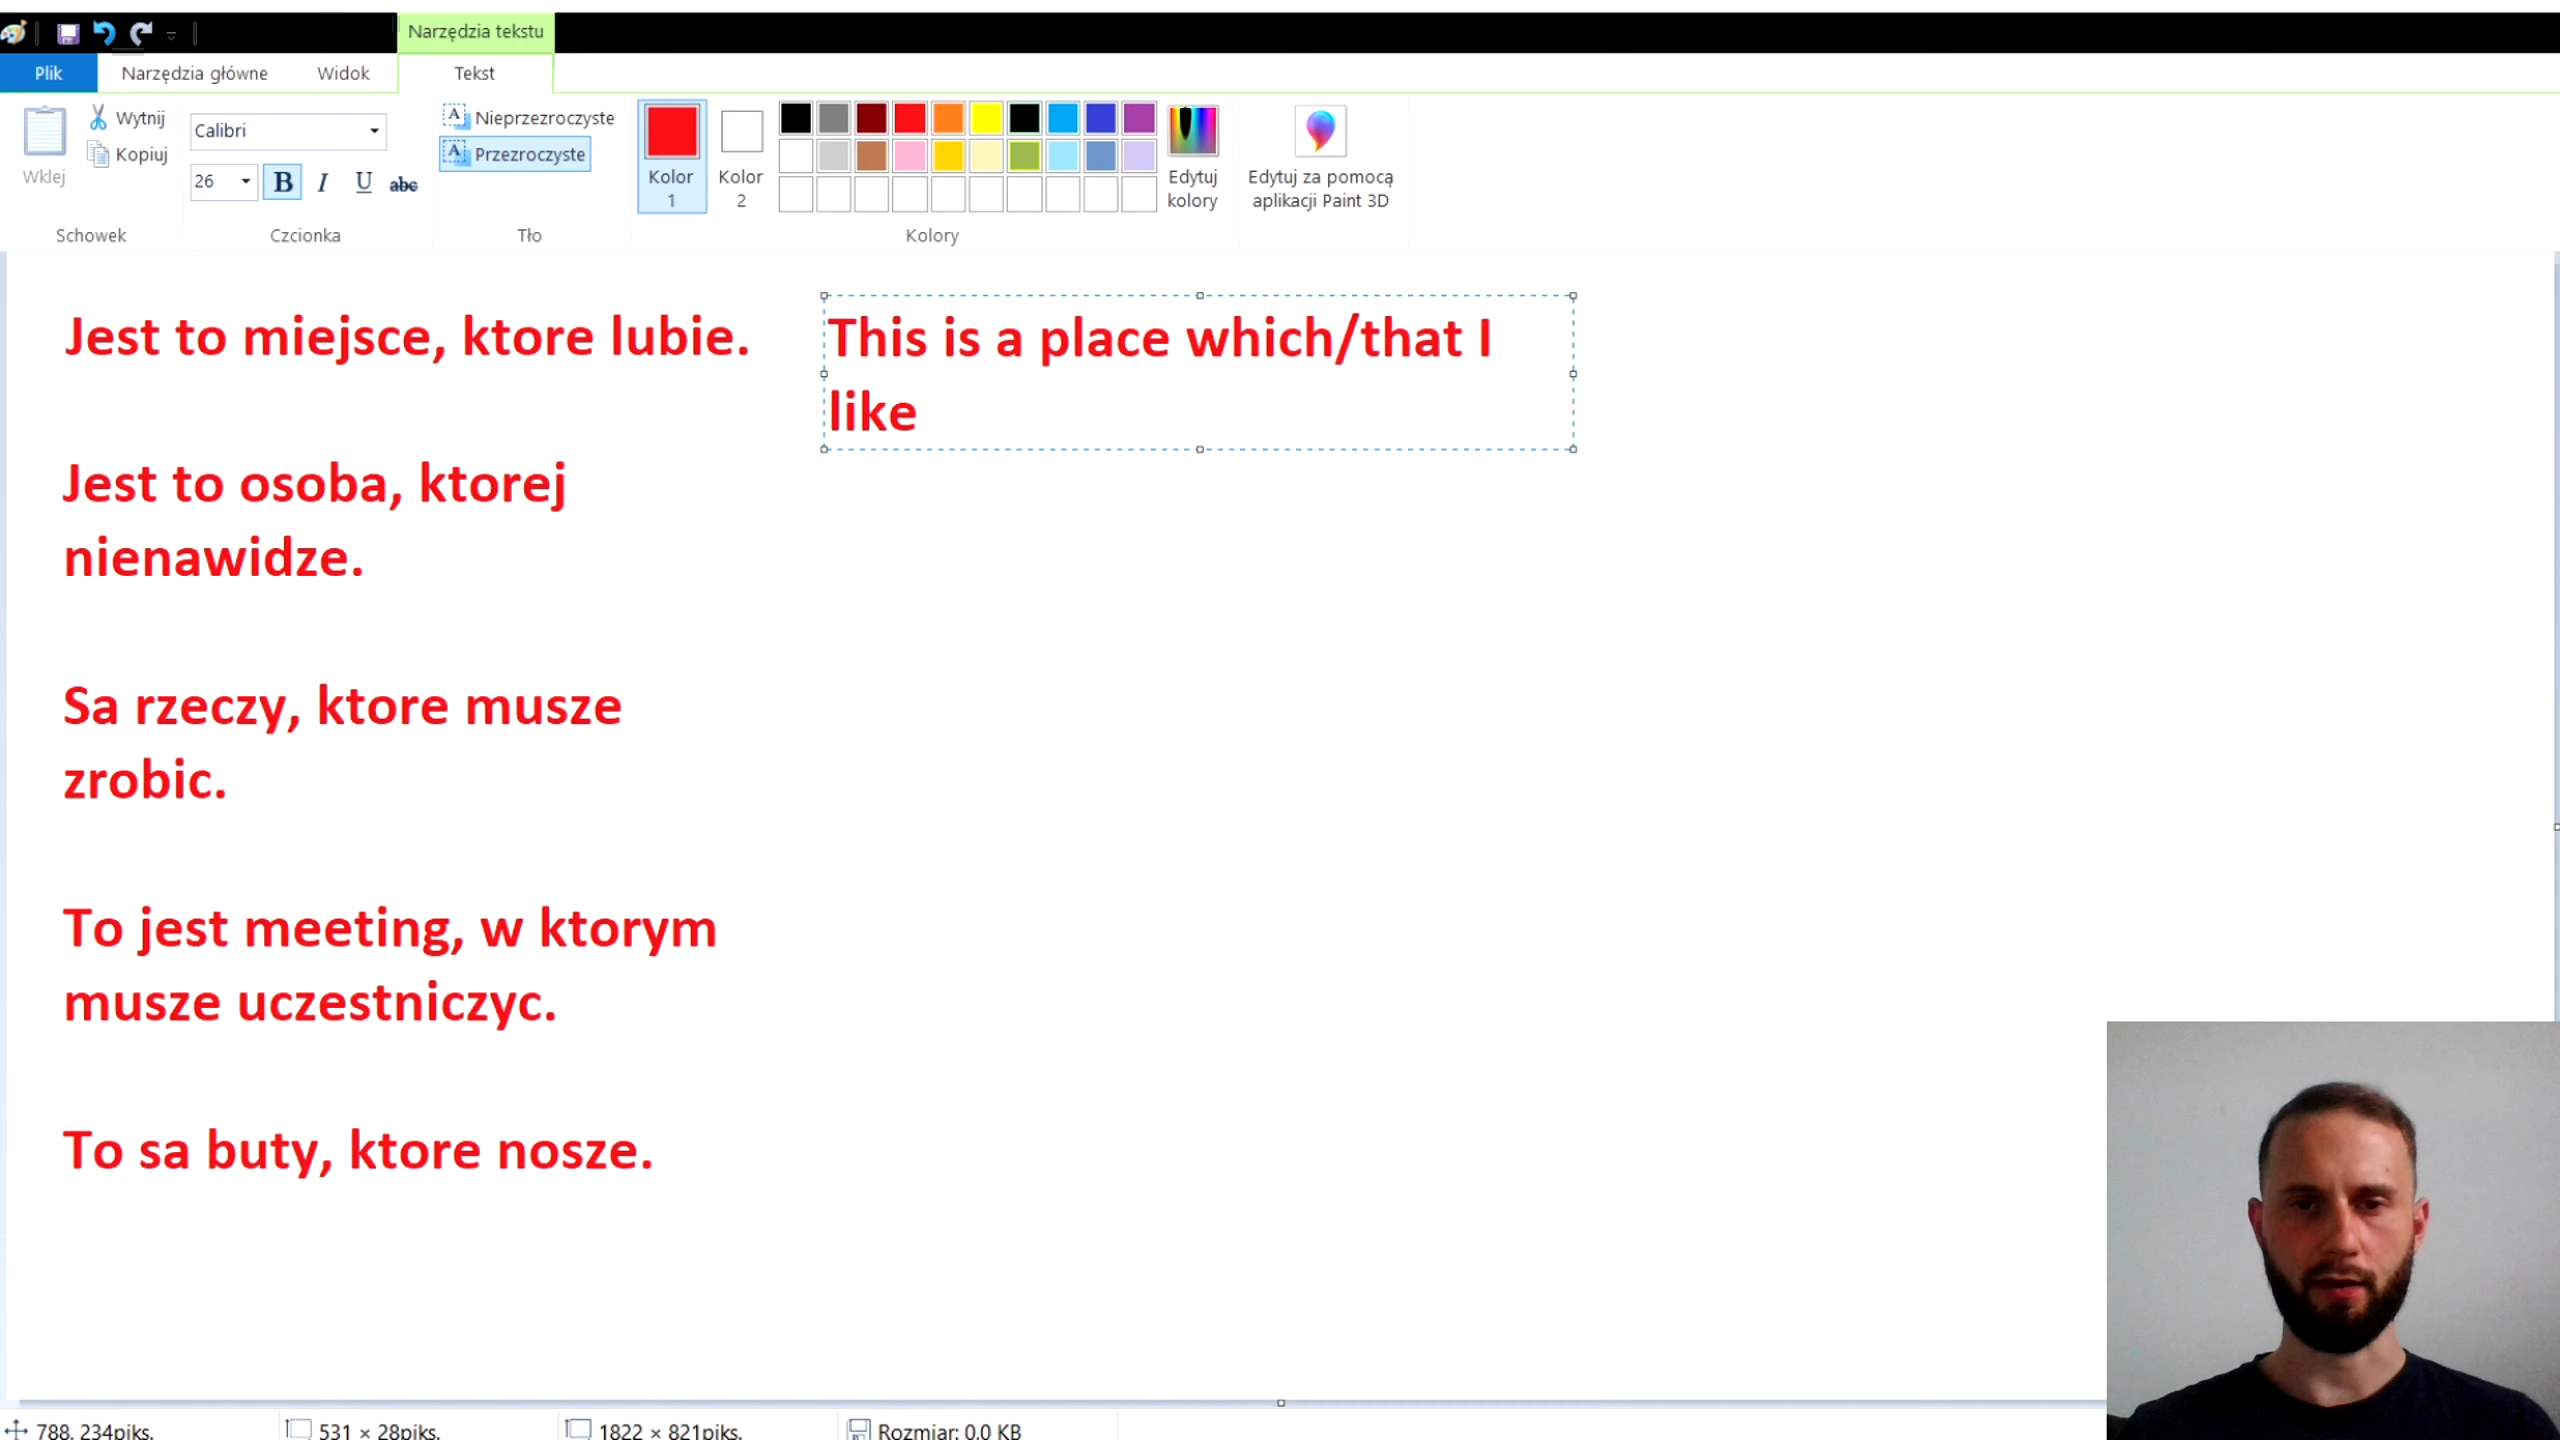 Narzędzia tekstu
Plik Narzędzia główne Widok Tekst
Wklej Wytnij Kopiuj
Calibri
26 B I U abc
A Nieprzezroczyste
A Przezroczyste
Kolor 1 Kolor 2
Edytuj kolory
Edytuj za pomocą aplikacji Paint 3D
Schowek Czcionka Tło Kolory
Jest to miejsce, ktore lubie.
This is a place which/that I
like
Jest to osoba, ktorej
nienawidze.
Sa rzeczy, ktore musze
zrobic.
To jest meeting, w ktorym
musze uczestniczyc.
To sa buty, ktore nosze.
788, 234piks. 531 × 28piks. 1822 × 821piks. Rozmiar: 0,0 KB